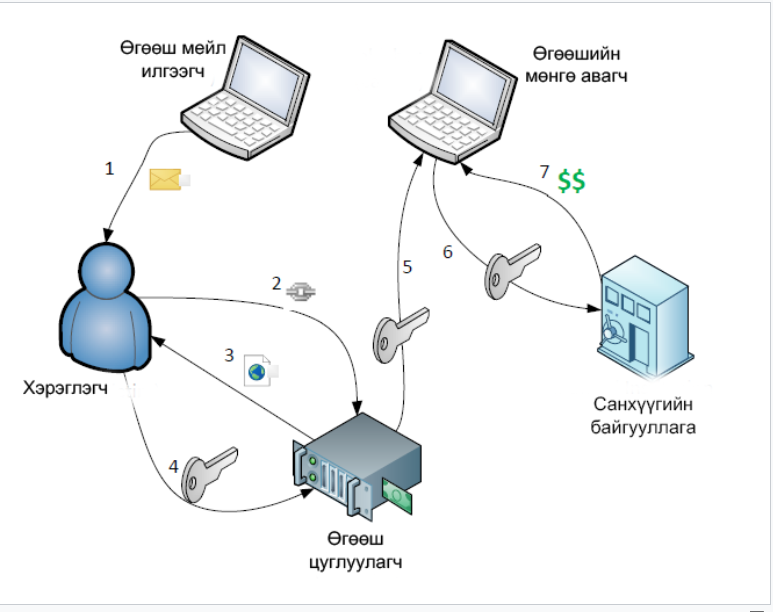 Өгөөш мейл
илгээгч
Өгөөшийн
мөнгө авагч
1
7 $$
6
5
2
3
Хэрэглэгч
Санхүүгийн
байгууллага
4
Өгөөш
цуглуулагч